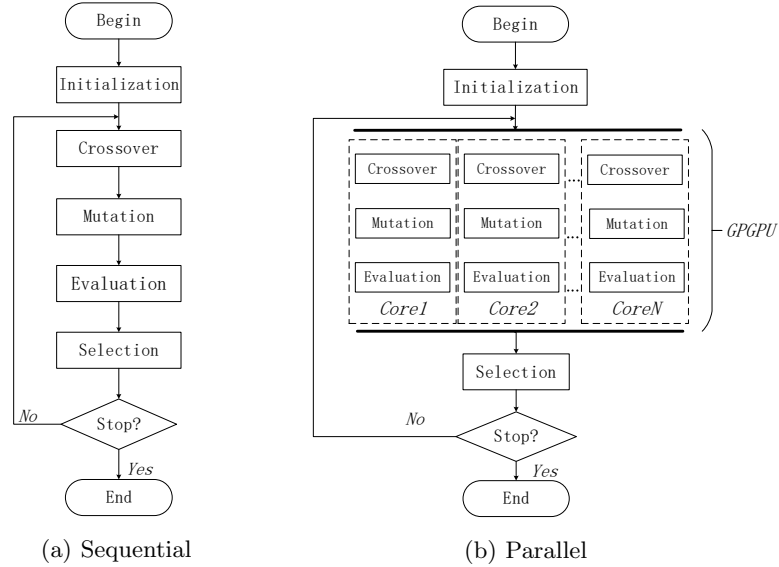 Begin
Initialization
Crossover
Mutation
Evaluation
Selection
Stop?
No
Yes
End
(a) Sequential
Begin
Initialization
Crossover Crossover ... Crossover
Mutation Mutation ... Mutation
Evaluation Evaluation ... Evaluation
Core1 Core2 CoreN
GPGPU
Selection
No
Stop?
Yes
End
(b) Parallel